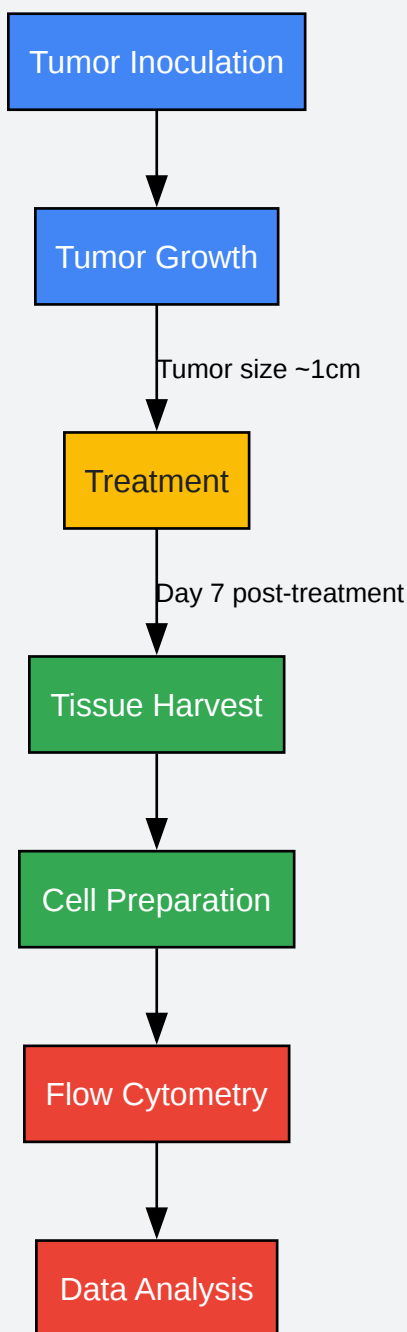 Tumor Inoculation
Tumor Growth
Tumor size ~1cm
Treatment
Day 7 post-treatment
Tissue Harvest
Cell Preparation
Flow Cytometry
Data Analysis